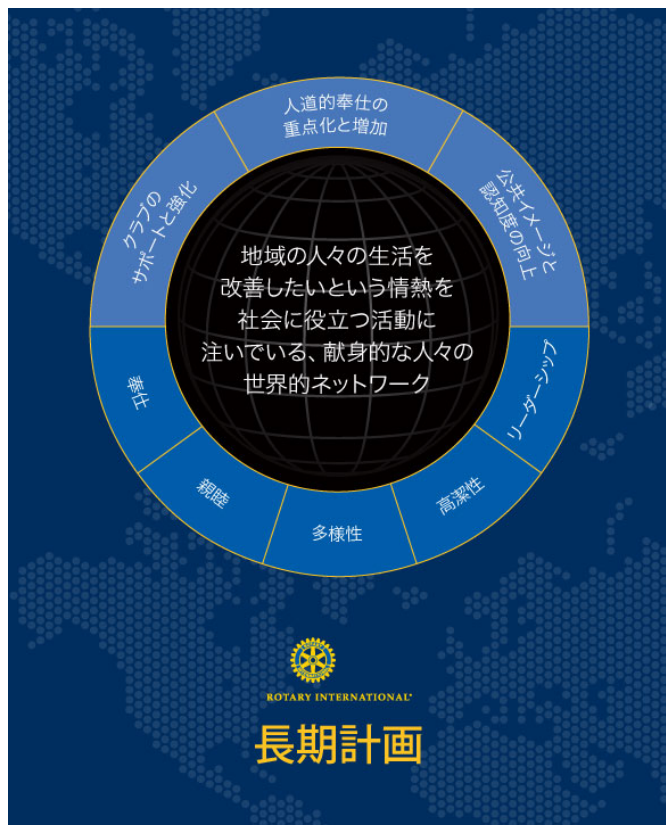 人道的奉仕の
重点化と増加
クラブの
サポートと強化
公共イメージと
認知度の向上
地域の人々の生活を
改善したいという情熱を
社会に役立つ活動に
注いでいる、献身的な人々の
世界的ネットワーク
奉仕
親睦
多様性
高潔性
リーダーシップ
ROTARY INTERNATIONAL®
長期計画